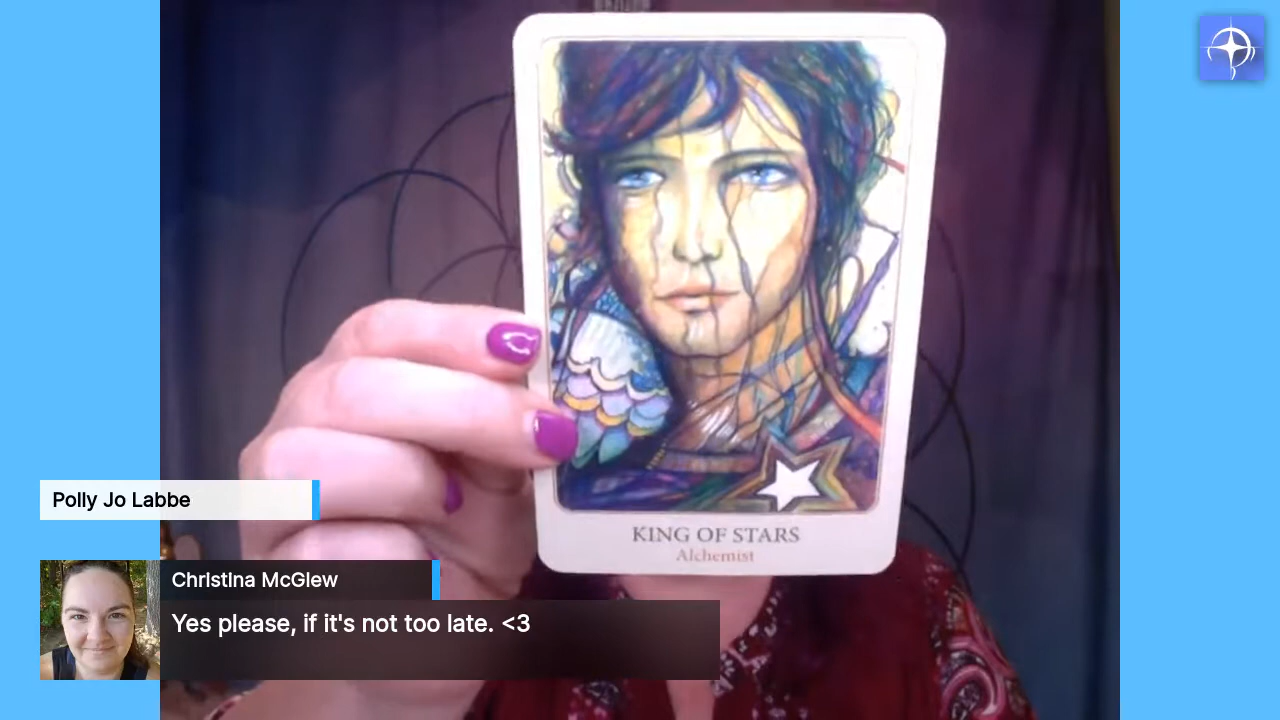 KING OF STARS
Alchemist
Polly Jo Labbe
Christina McGlew
Yes please, if it's not too late. <3